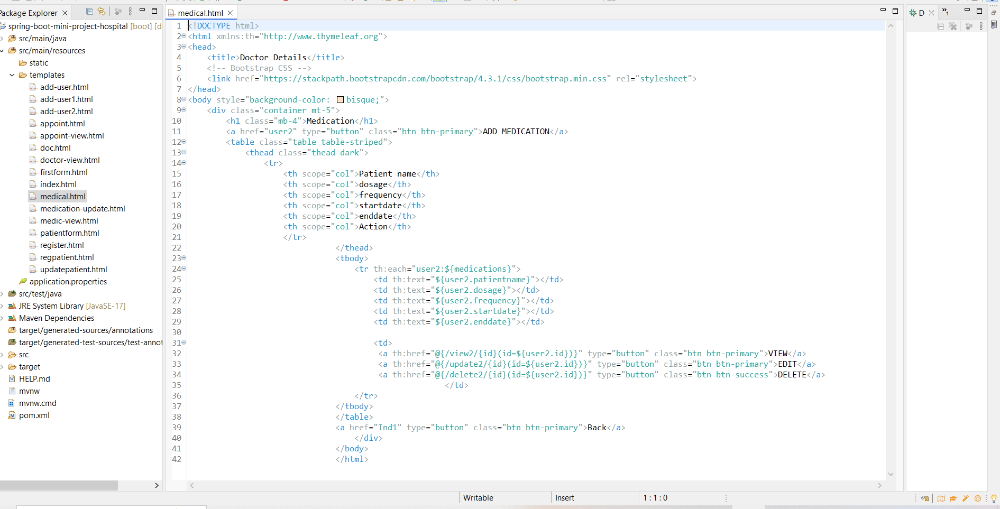 Package Explorer
medical.html
D
»1
spring-boot-mini-project-hospital [boot] [d
src/main/java
src/main/resources
static
templates
add-user.html
add-user1.html
add-user2.html
appoint.html
appoint-view.html
doc.html
doctor-view.html
firstform.html
index.html
medical.html
medication-update.html
medic-view.html
patientform.html
register.html
regpatient.html
updatepatient.html
application.properties
src/test/java
JRE System Library [JavaSE-17]
Maven Dependencies
target/generated-sources/annotations
target/generated-test-sources/test-annot
src
target
HELP.md
mvnw
mvnw.cmd
pom.xml
1 <!DOCTYPE html>
2 <html xmlns:th="http://www.thymeleaf.org">
3 <head>
4 <title>Doctor Details</title>
5 <!-- Bootstrap CSS -->
6 <link href="https://stackpath.bootstrapcdn.com/bootstrap/4.3.1/css/bootstrap.min.css" rel="stylesheet">
7 </head>
8 <body style="background-color: bisque;">
9 <div class="container mt-5">
10 <h1 class="mb-4">Medication</h1>
11 <a href="user2" type="button" class="btn btn-primary">ADD MEDICATION</a>
12 <table class="table table-striped">
13 <thead class="thead-dark">
14 <tr>
15 <th scope="col">Patient name</th>
16 <th scope="col">dosage</th>
17 <th scope="col">frequency</th>
18 <th scope="col">startdate</th>
19 <th scope="col">enddate</th>
20 <th scope="col">Action</th>
21 </tr>
22 </thead>
23 <tbody>
24 <tr th:each="user2:${medications}">
25 <td th:text="${user2.patientname}"></td>
26 <td th:text="${user2.dosage}"></td>
27 <td th:text="${user2.frequency}"></td>
28 <td th:text="${user2.startdate}"></td>
29 <td th:text="${user2.enddate}"></td>
30
31 <td>
32 <a th:href="@{/view2/{id}(id=${user2.id})}" type="button" class="btn btn-primary">VIEW</a>
33 <a th:href="@{/update2/{id}(id=${user2.id})}" type="button" class="btn btn-primary">EDIT</a>
34 <a th:href="@{/delete2/{id}(id=${user2.id})}" type="button" class="btn btn-success">DELETE</a>
35 </td>
36 </tr>
37 </tbody>
38 </table>
39 <a href="Ind1" type="button" class="btn btn-primary">Back</a>
40 </div>
41 </body>
42 </html>
Writable
Insert
1 : 1 : 0